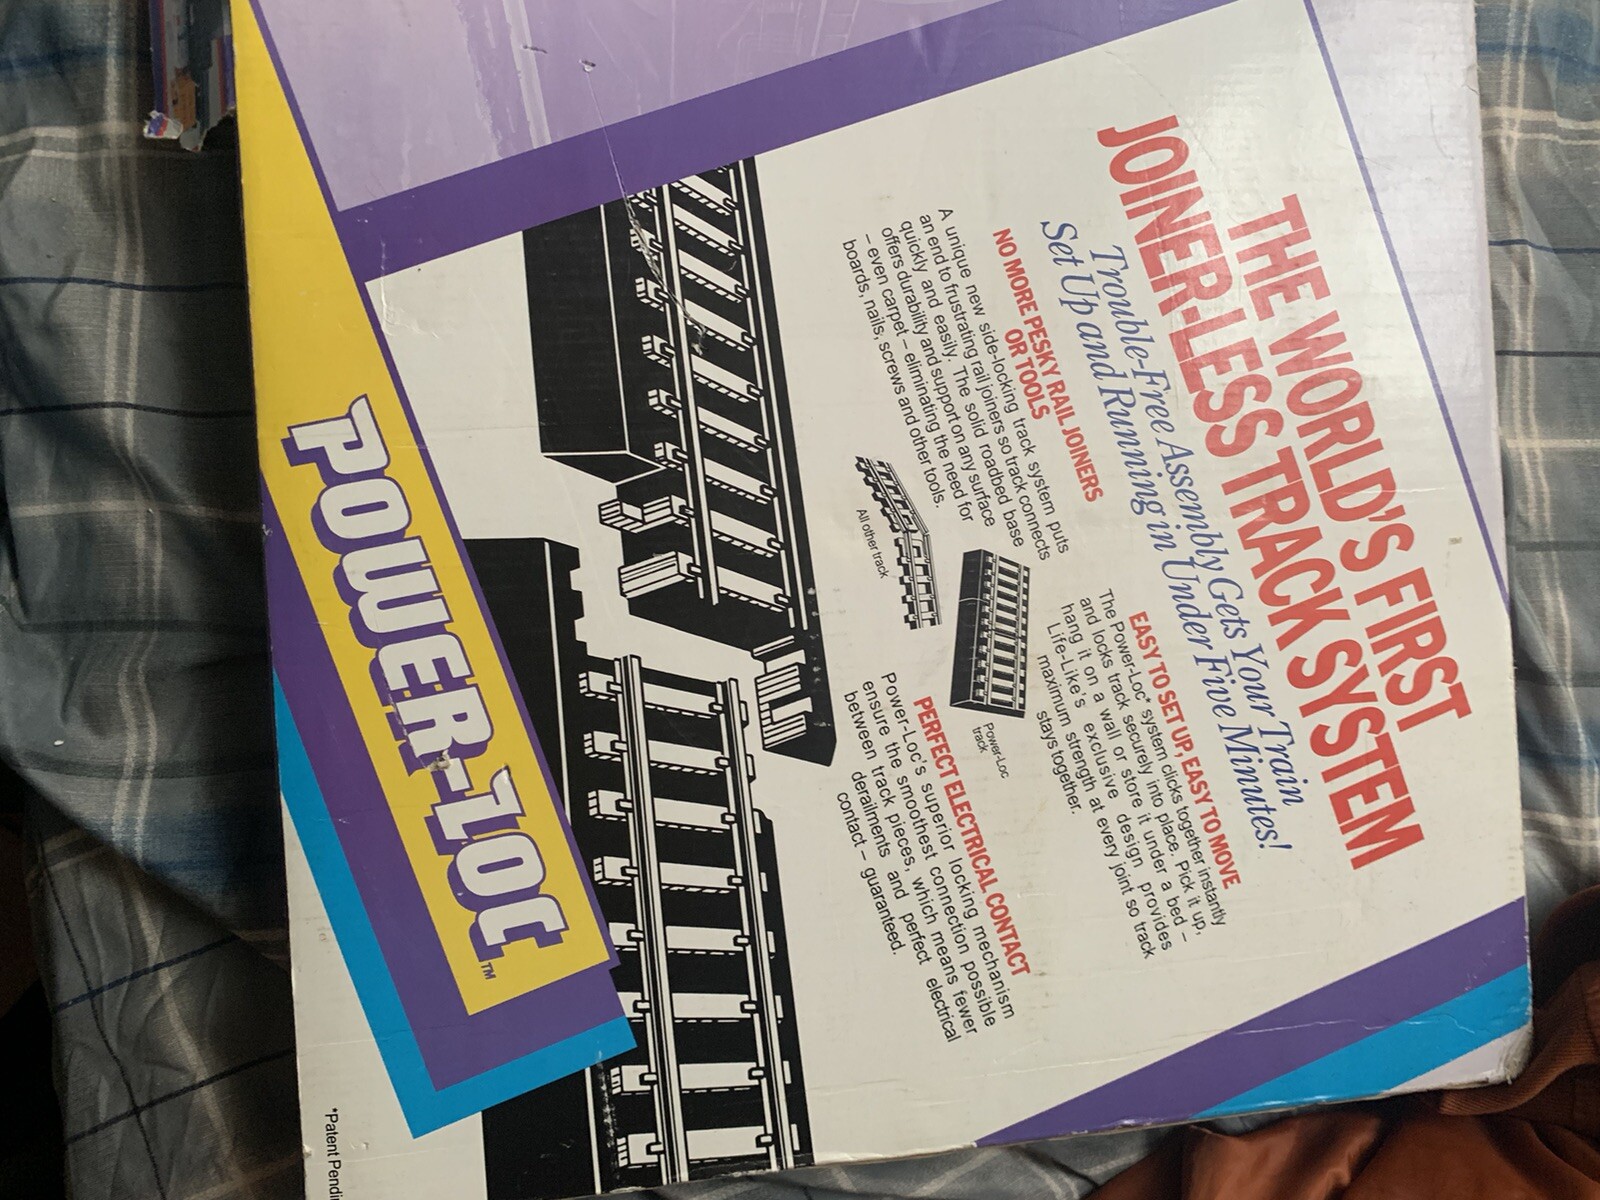 THE WORLD'S FIRST
JOINER-LESS TRACK SYSTEM
Trouble-Free Assembly Gets Your Train
Set Up and Running in Under Five Minutes!
NO MORE PESKY RAIL JOINERS
OR TOOLS
A unique new side-locking track system puts
an end to frustrating rail joiners so track connects
quickly and easily. The solid roadbed base
offers durability and support on any surface
– even carpet – eliminating the need for
boards, nails, screws and other tools.
EASY TO SET UP, EASY TO MOVE
The Power-Loc* system clicks together instantly
and locks track securely into place. Pick it up,
hang it on a wall or store it under a bed –
Life-Like's exclusive design provides
maximum strength at every joint so track
stays together.
All other track
Power-Loc
track
PERFECT ELECTRICAL CONTACT
Power-Loc's superior locking mechanism
ensure the smoothest connection possible
between track pieces, which means fewer
derailments and perfect electrical
contact – guaranteed.
POWER-LOC™
*Patent Pendi